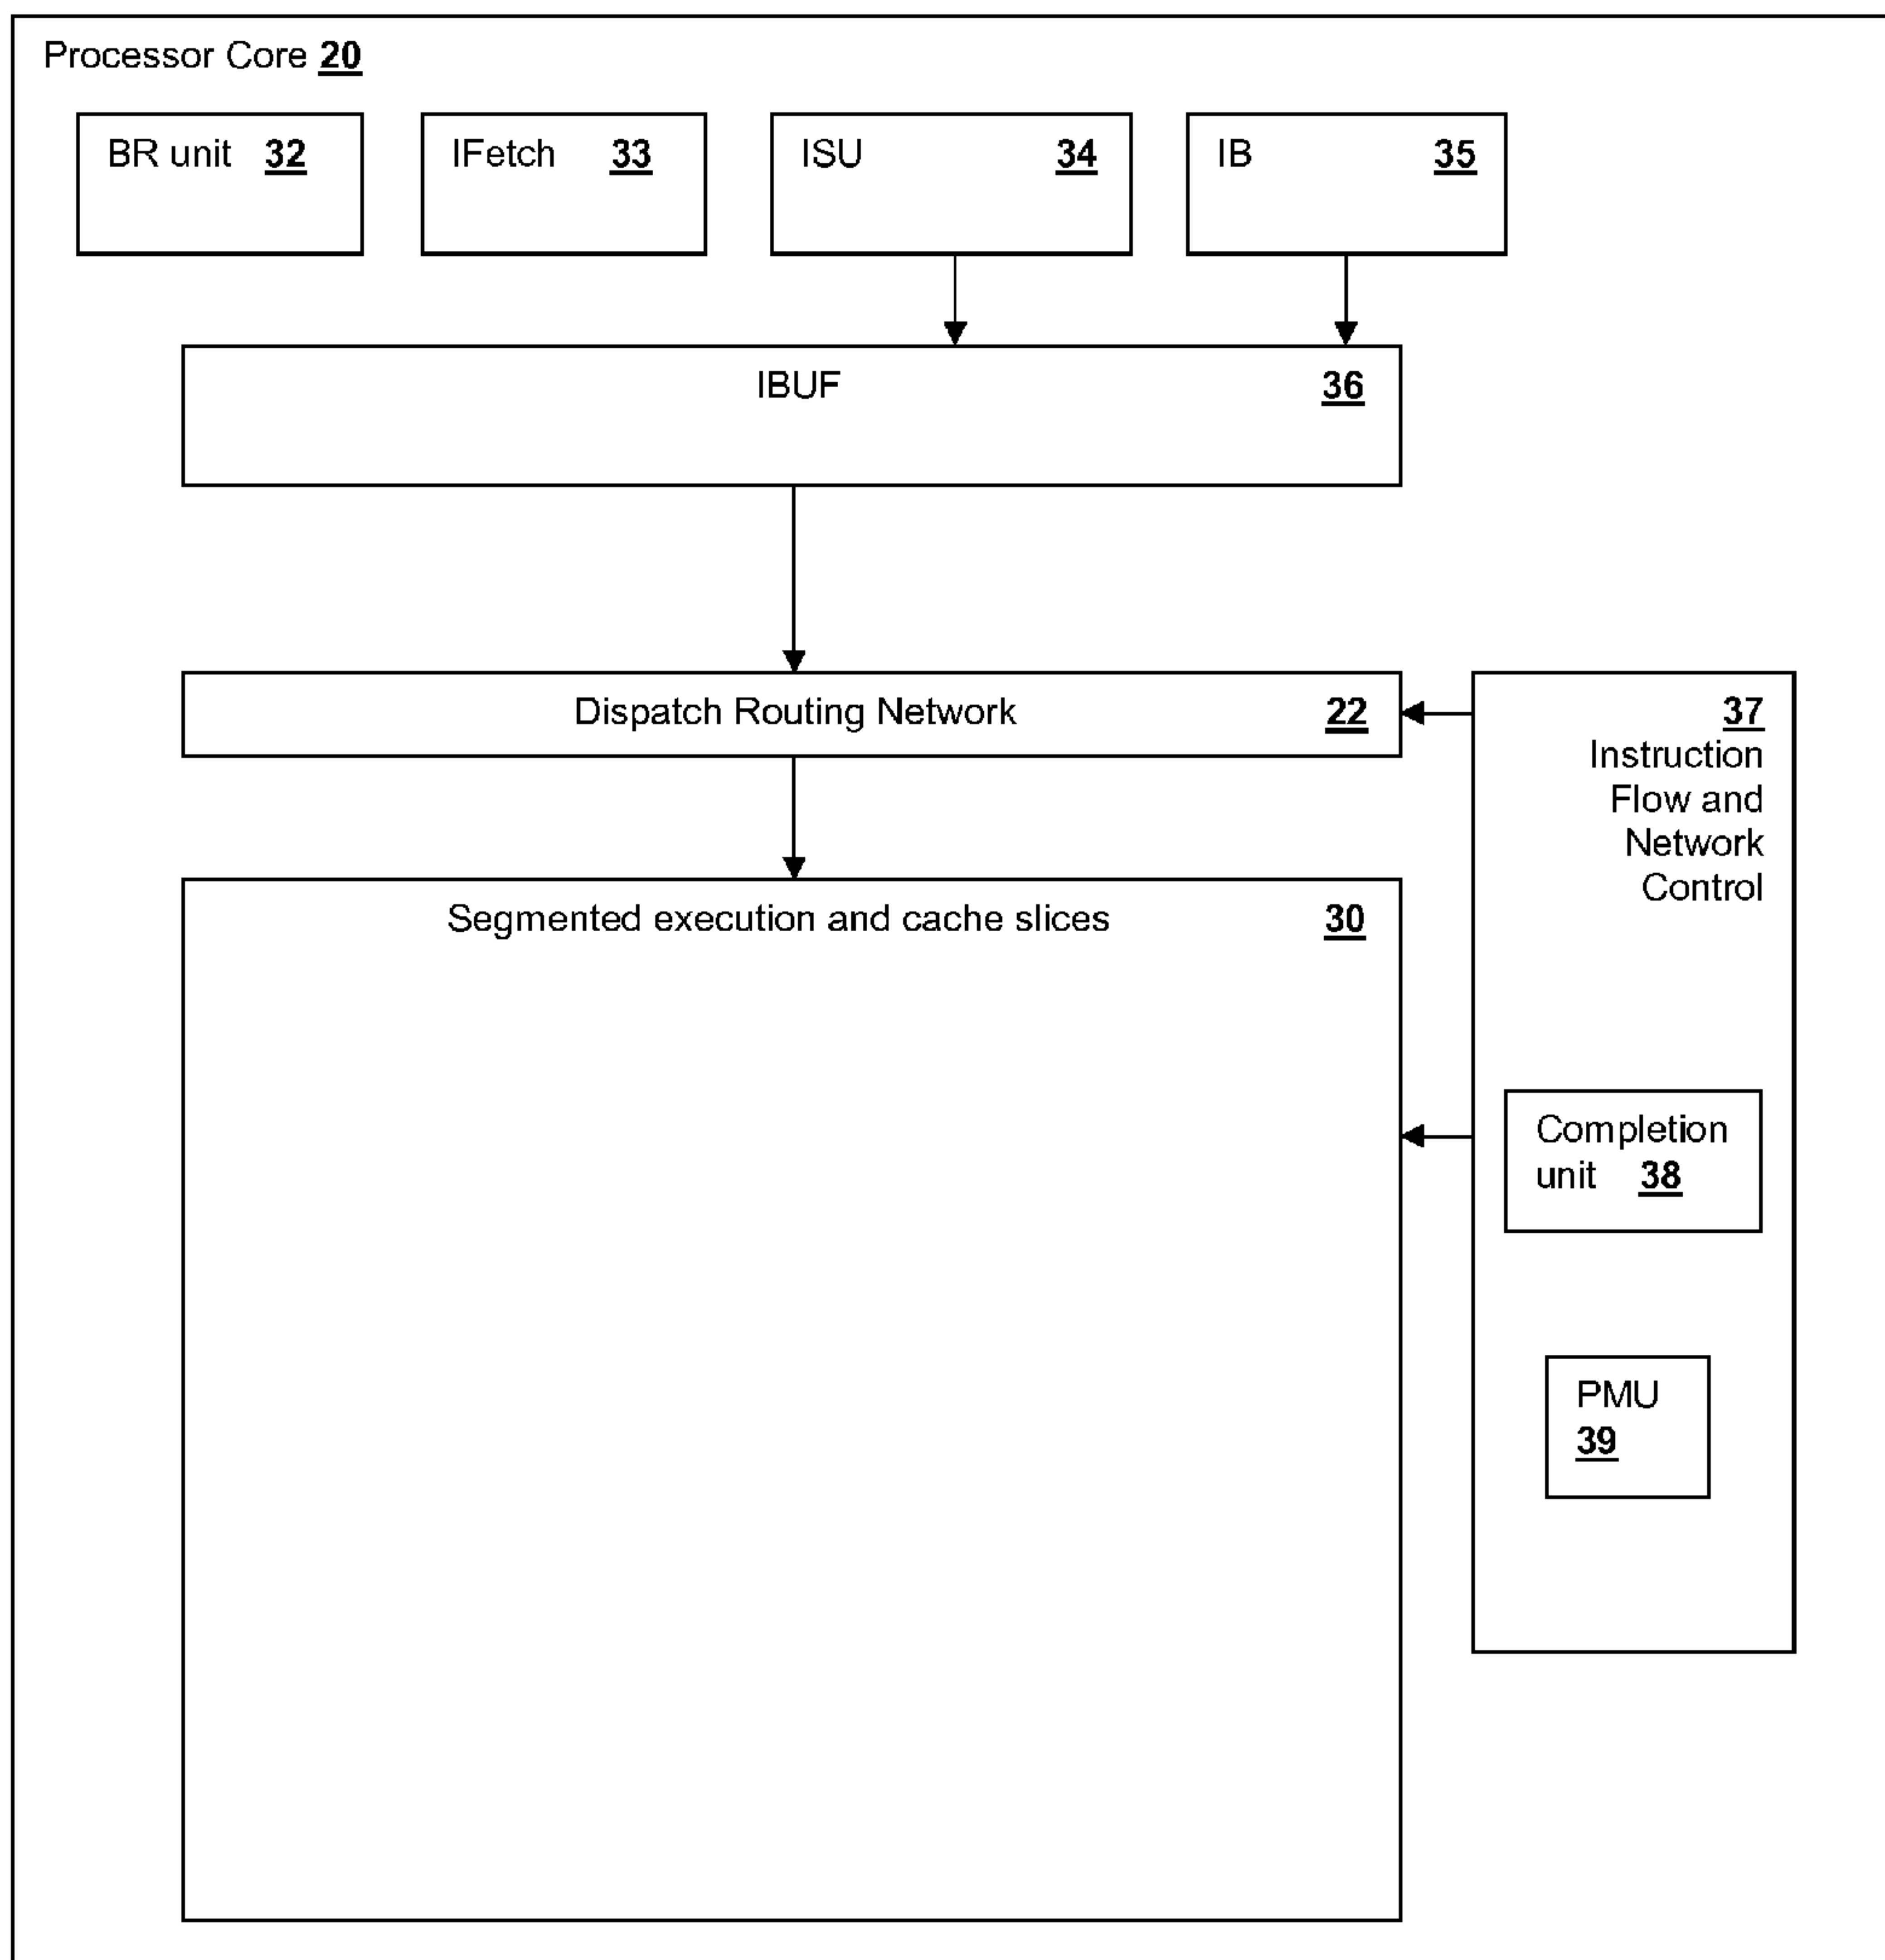 Processor Core 20
BR unit 32
IFetch 33
ISU 34
IB 35
IBUF 36
Dispatch Routing Network 22
37
Instruction
Flow and
Network
Control
Segmented execution and cache slices 30
Completion
unit 38
PMU
39